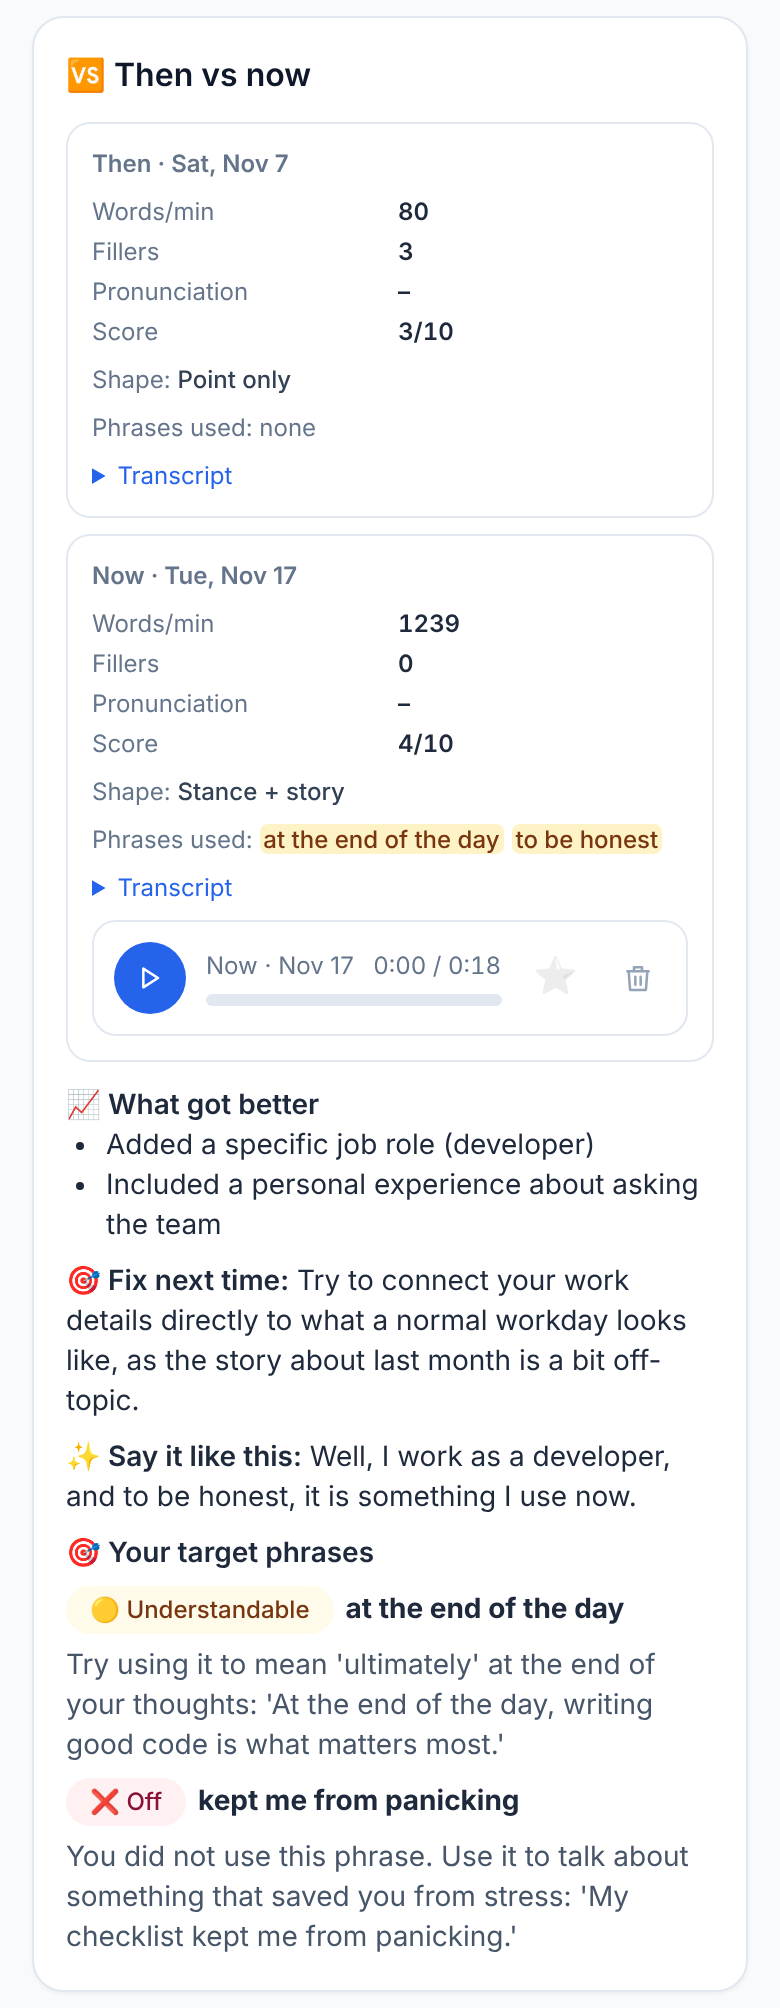 🆚 Then vs now
Then · Sat, Nov 7
Words/min 80
Fillers 3
Pronunciation –
Score 3/10
Shape: Point only
Phrases used: none
▶ Transcript
Now · Tue, Nov 17
Words/min 1239
Fillers 0
Pronunciation –
Score 4/10
Shape: Stance + story
Phrases used: at the end of the day to be honest
▶ Transcript
Now · Nov 17 0:00 / 0:18
📈 What got better
• Added a specific job role (developer)
• Included a personal experience about asking
the team
🎯 Fix next time: Try to connect your work
details directly to what a normal workday looks
like, as the story about last month is a bit off-
topic.
✨ Say it like this: Well, I work as a developer,
and to be honest, it is something I use now.
🎯 Your target phrases
🟡 Understandable at the end of the day
Try using it to mean 'ultimately' at the end of
your thoughts: 'At the end of the day, writing
good code is what matters most.'
❌ Off kept me from panicking
You did not use this phrase. Use it to talk about
something that saved you from stress: 'My
checklist kept me from panicking.'